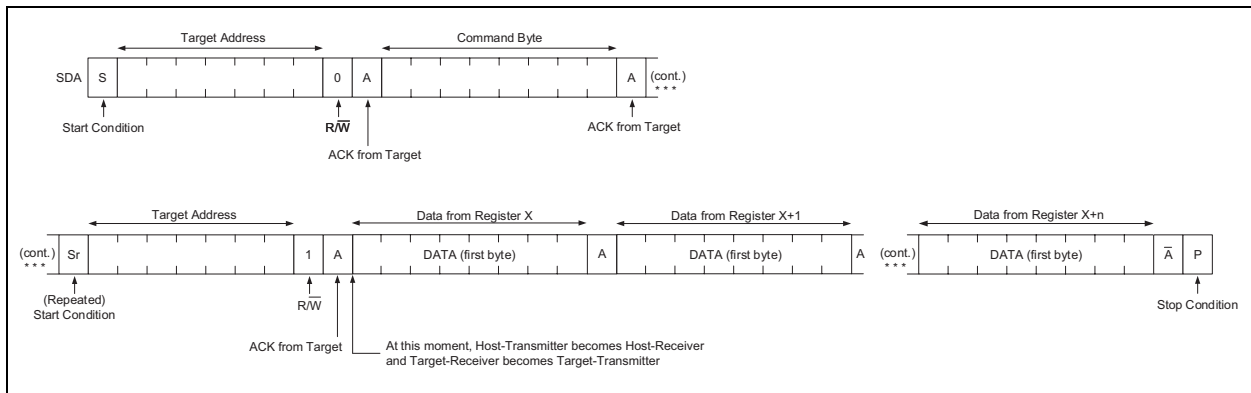 Target Address Command Byte
SDA S 0 A A (cont.)
* * *
Start Condition R/W̅ ACK from Target
ACK from Target
Target Address Data from Register X Data from Register X+1 Data from Register X+n
(cont.) Sr 1 A DATA (first byte) A DATA (first byte) A (cont.) DATA (first byte) A̅ P
* * * * * *
(Repeated)
Start Condition R/W̅ Stop Condition
ACK from Target At this moment, Host-Transmitter becomes Host-Receiver
and Target-Receiver becomes Target-Transmitter